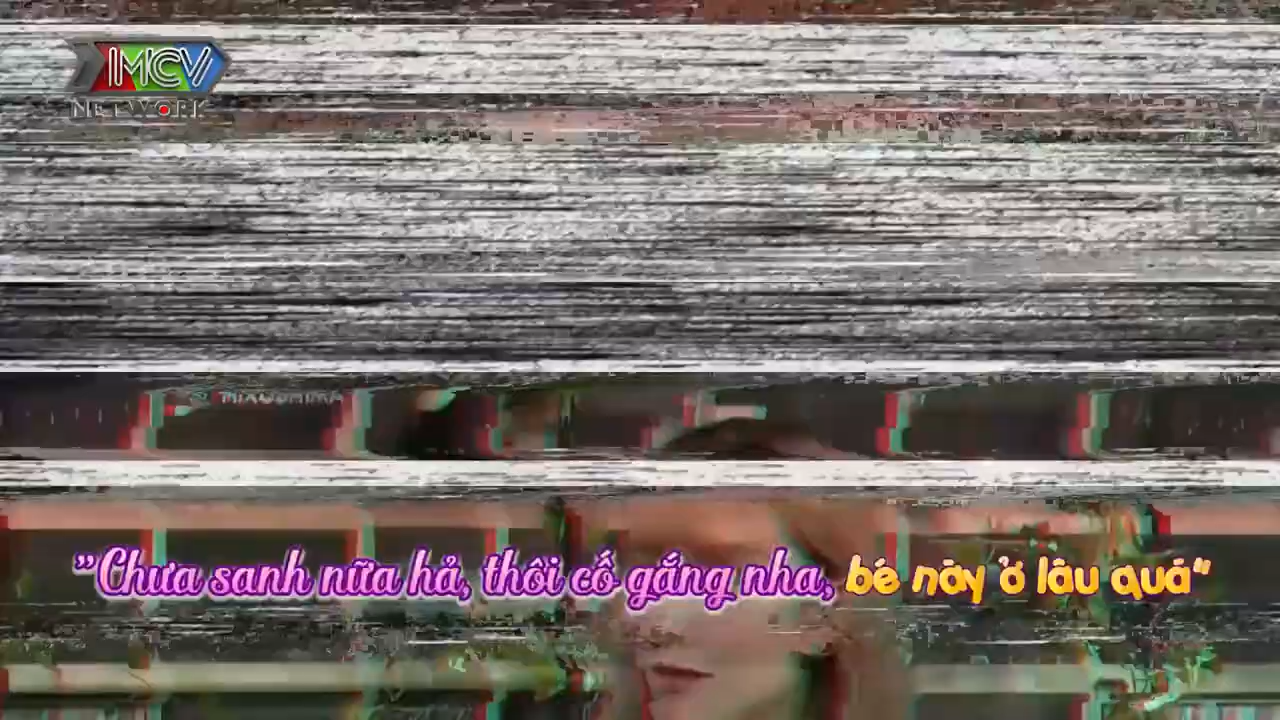 MCV
NETWORK
"Chưa sanh nữa hả, thôi cố gắng nha, bé này ở lâu quá"